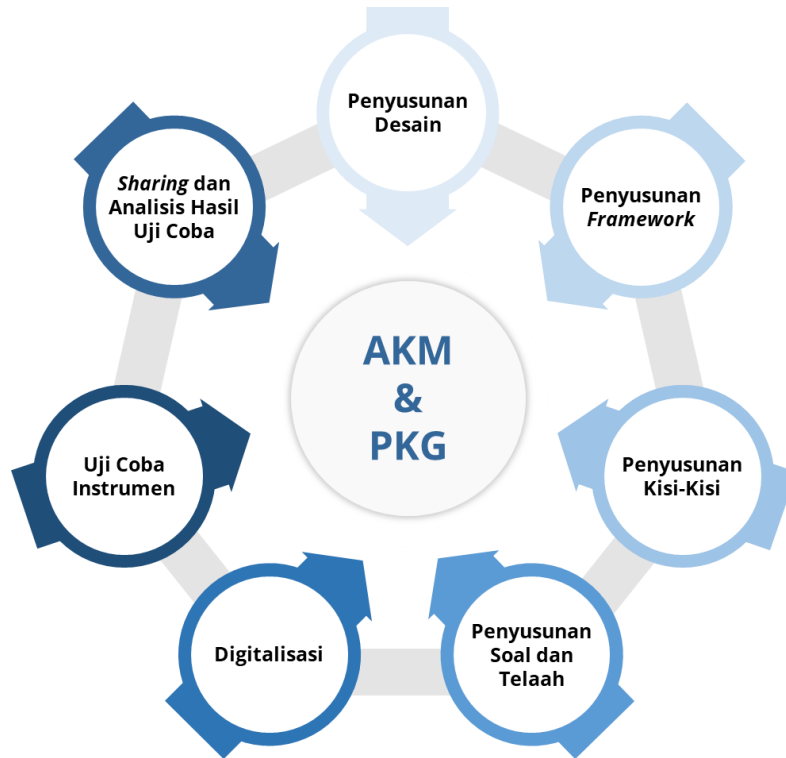 Penyusunan
Desain
Penyusunan
Framework
Penyusunan
Kisi-Kisi
Penyusunan
Soal dan
Telaah
Digitalisasi
Uji Coba
Instrumen
Sharing dan
Analisis Hasil
Uji Coba
AKM
&
PKG